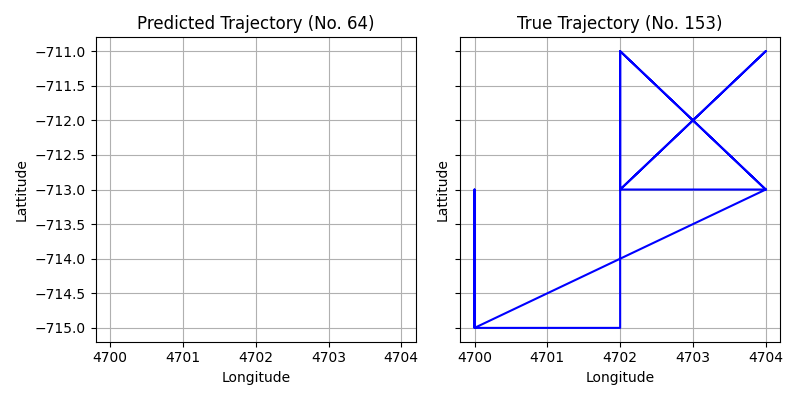 Predicted Trajectory (No. 64)
−711.0
−711.5
−712.0
−712.5
−713.0
−713.5
−714.0
−714.5
−715.0
Lattitude
4700 4701 4702 4703 4704
Longitude
True Trajectory (No. 153)
Lattitude
4700 4701 4702 4703 4704
Longitude